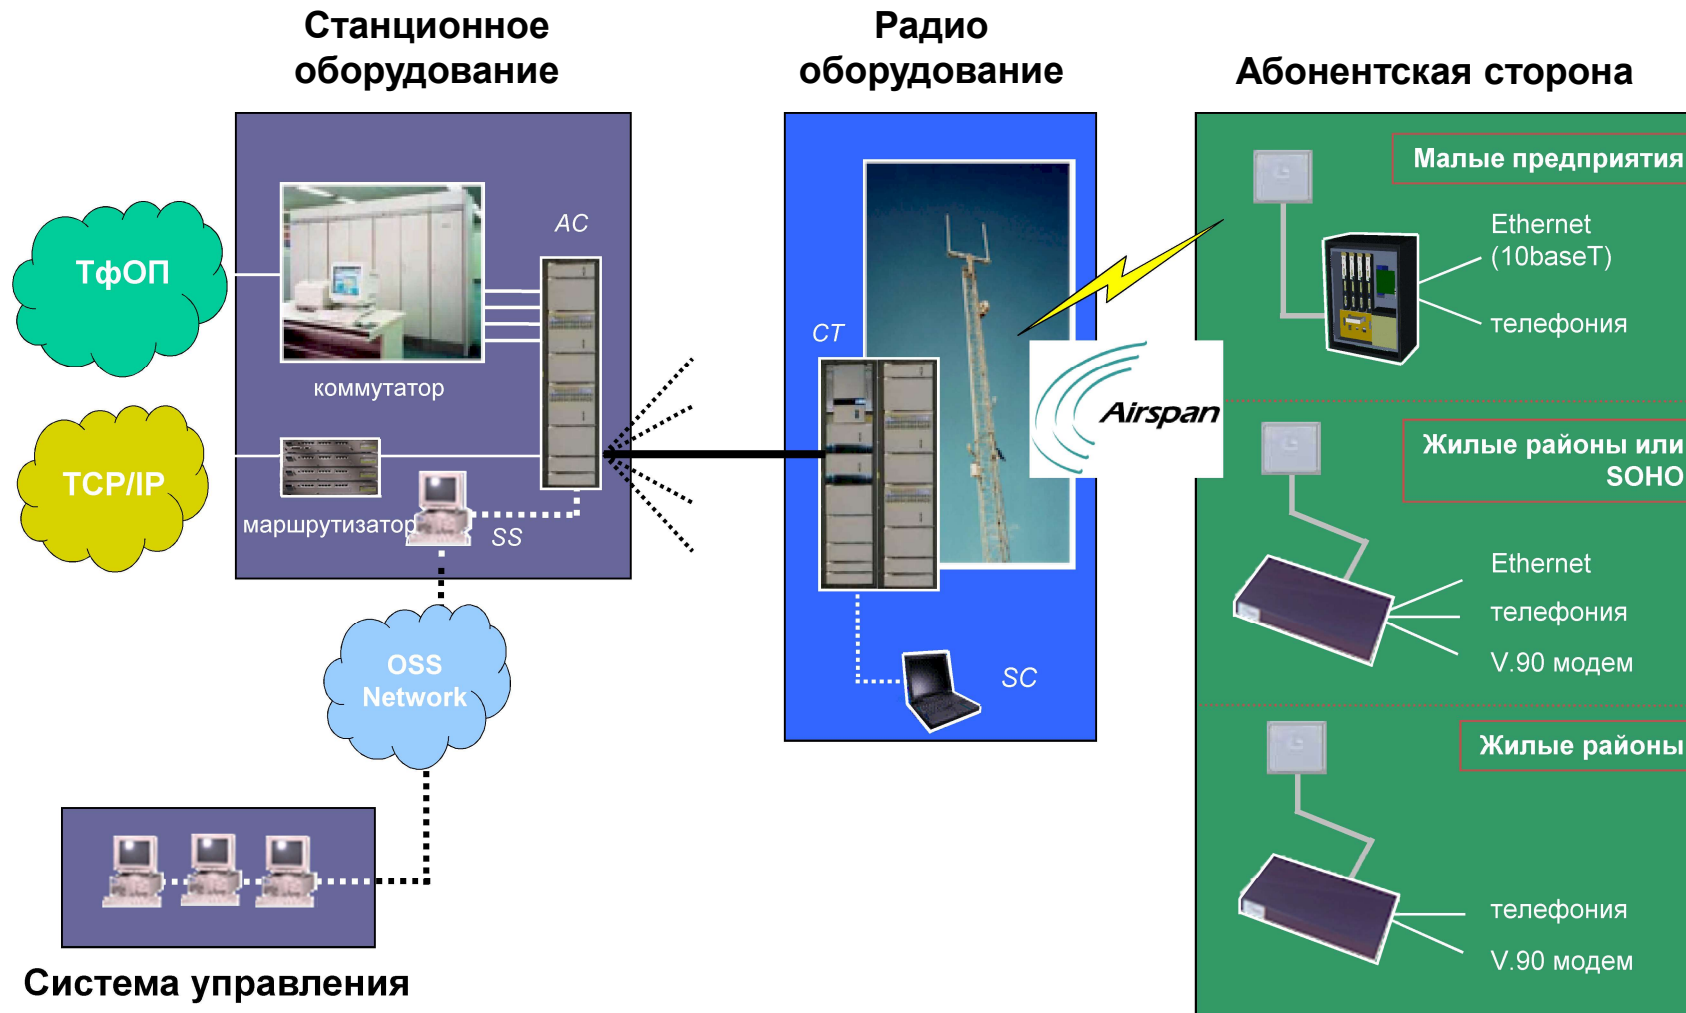 Станционное
оборудование
Радио
оборудование
Абонентская сторона
ТфОП
TCP/IP
AC
коммутатор
маршрутизатор
SS
OSS
Network
Система управления
CT
Airspan
SC
Малые предприятия
Ethernet
(10baseT)
телефония
Жилые районы или
SOHO
Ethernet
телефония
V.90 модем
Жилые районы
телефония
V.90 модем